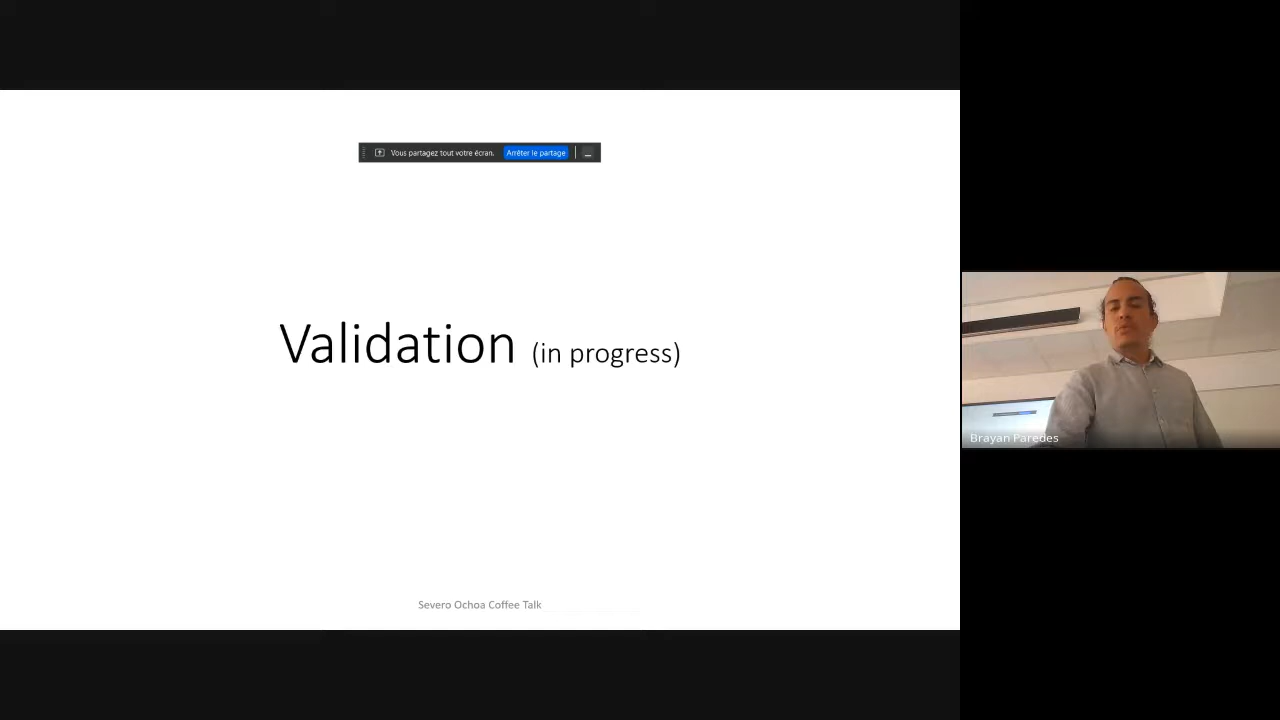 Vous partagez tout votre écran. Arrêter le partage
Validation (in progress)
Brayan Paredes
Severo Ochoa Coffee Talk